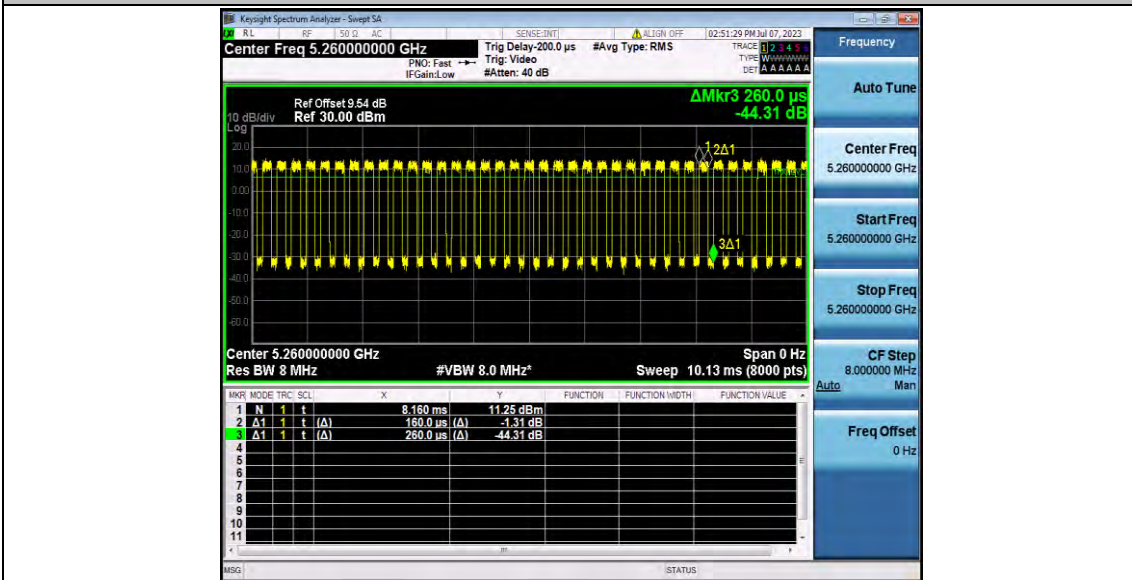 Keysight Spectrum Analyzer - Swept SA
RL RF 50 Ω AC SENSE:INT ALIGN OFF 02:51:29 PM Jul 07, 2023
Center Freq 5.260000000 GHz Trig Delay-200.0 µs #Avg Type: RMS TRACE 1 2 3 4 5 6
PNO: Fast Trig: Video TYPE W
IFGain:Low #Atten: 40 dB DET A A A A A A
Frequency
Auto Tune
Center Freq
5.260000000 GHz
Start Freq
5.260000000 GHz
Stop Freq
5.260000000 GHz
CF Step
8.000000 MHz
Auto Man
Freq Offset
0 Hz
ΔMkr3 260.0 µs
-44.31 dB
Ref Offset 9.54 dB
10 dB/div Ref 30.00 dBm
Log
20.0
10.0
0.00
-10.0
-20.0
-30.0
-40.0
-50.0
-60.0
1 2Δ1
3Δ1
Center 5.260000000 GHz Span 0 Hz
Res BW 8 MHz #VBW 8.0 MHz* Sweep 10.13 ms (8000 pts)
MKR MODE TRC SCL X Y FUNCTION FUNCTION WIDTH FUNCTION VALUE
1 N 1 t 8.160 ms 11.25 dBm
2 Δ1 1 t (Δ) 160.0 µs (Δ) -1.31 dB
3 Δ1 1 t (Δ) 260.0 µs (Δ) -44.31 dB
4
5
6
7
8
9
10
11
MSG STATUS